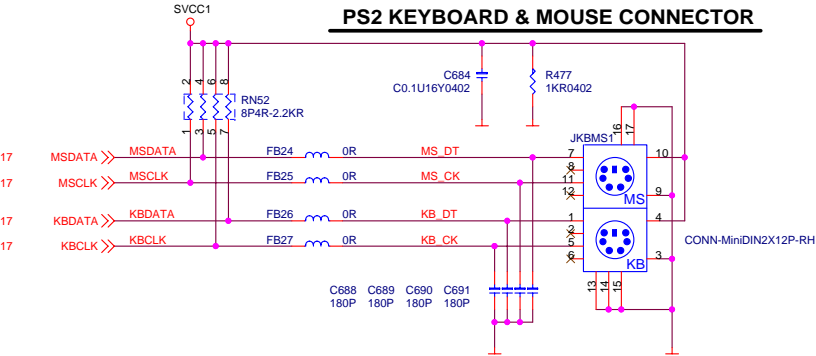 SVCC1
PS2 KEYBOARD & MOUSE CONNECTOR
2 4 6 8
RN52
8P4R-2.2KR
1 3 5 7
C684
C0.1U16Y0402
R477
1KR0402
JKBMS1
16 17
17 MSDATA MSDATA FB24 0R MS_DT 7 10
8
17 MSCLK MSCLK FB25 0R MS_CK 11
12 MS 9
17 KBDATA KBDATA FB26 0R KB_DT 1 4
2
17 KBCLK KBCLK FB27 0R KB_CK 5
6 KB 3
CONN-MiniDIN2X12P-RH
13 14 15
C688 C689 C690 C691
180P 180P 180P 180P